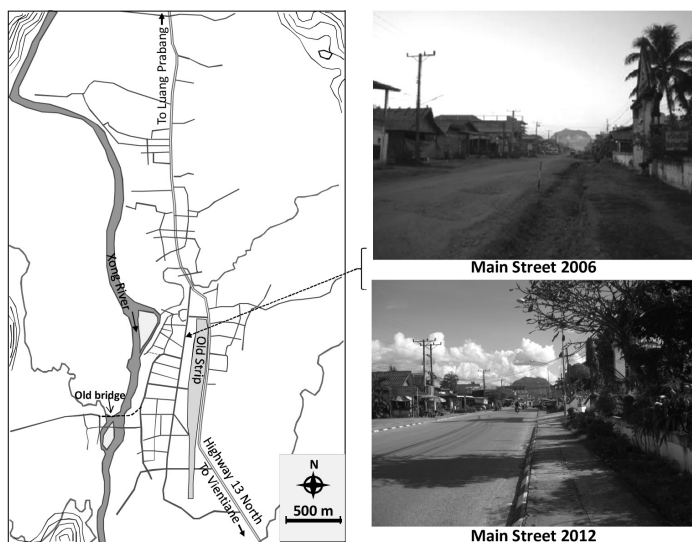 To Luang Prabang
Xong River
Old Strip
Old bridge
Highway 13 North
To Vientiane
N
500 m
Main Street 2006
Main Street 2012